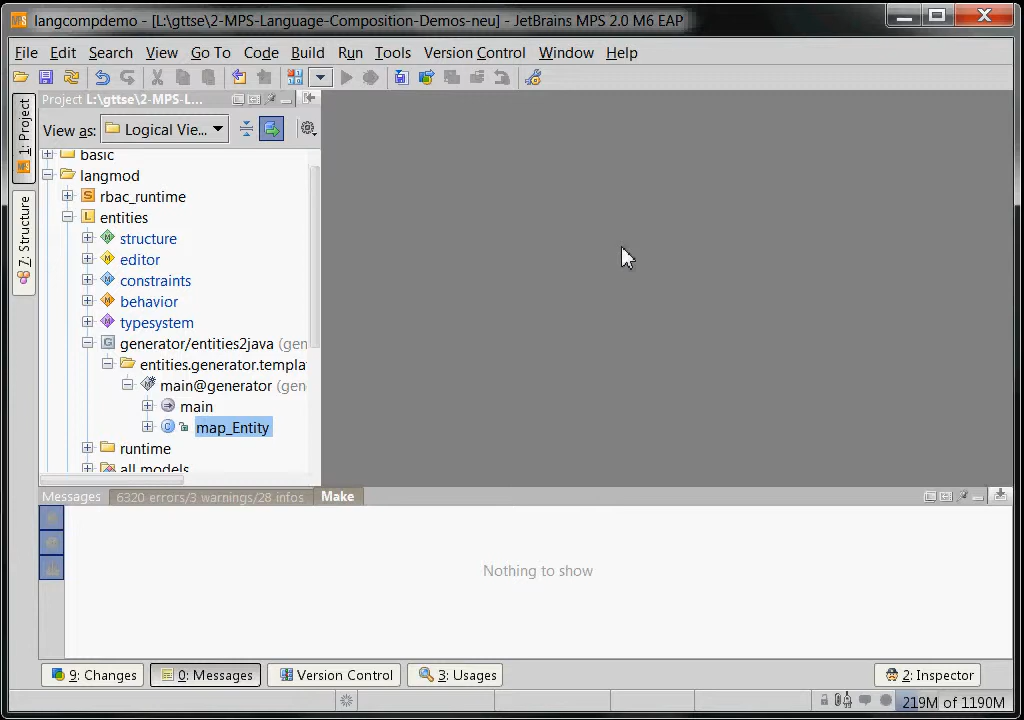 langcompdemo - [L:\gttse\2-MPS-Language-Composition-Demos-neu] - JetBrains MPS 2.0 M6 EAP
File Edit Search View Go To Code Build Run Tools Version Control Window Help
Project L:\gttse\2-MPS-L...
1: Project
7: Structure
View as: Logical Vie...
basic
langmod
rbac_runtime
entities
structure
editor
constraints
behavior
typesystem
generator/entities2java (gen
entities.generator.templa
main@generator (gen
main
map_Entity
runtime
all models
Messages 6320 errors/3 warnings/28 infos Make
Nothing to show
9: Changes 0: Messages Version Control 3: Usages 2: Inspector
219M of 1190M